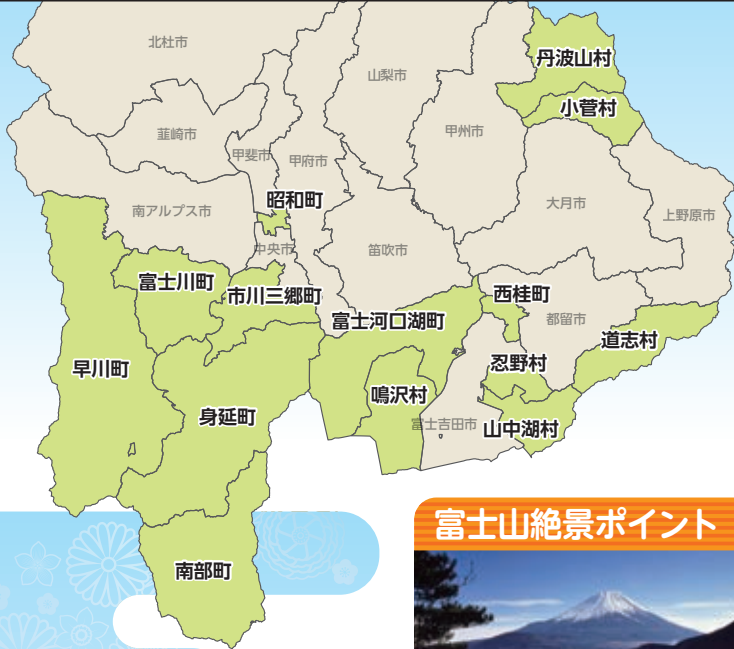 北杜市
丹波山村
山梨市
小菅村
韮崎市
甲州市
甲斐市
甲府市
昭和町
大月市
南アルプス市
上野原市
中央市
笛吹市
富士川町
市川三郷町
西桂町
富士河口湖町
都留市
道志村
早川町
忍野村
鳴沢村
身延町
富士吉田市
山中湖村
富士山絶景ポイント
南部町